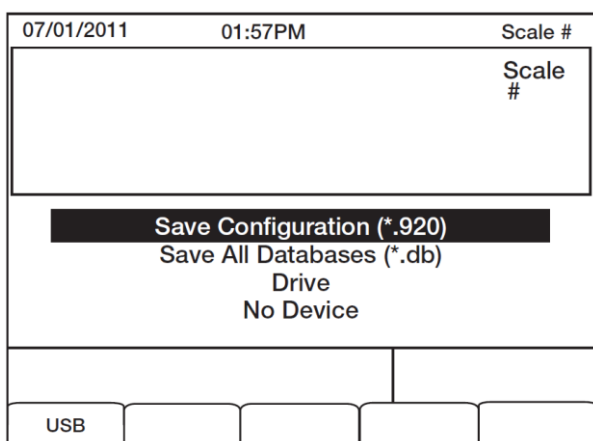 07/01/2011 01:57PM Scale #
Scale
#
Save Configuration (*.920)
Save All Databases (*.db)
Drive
No Device
USB